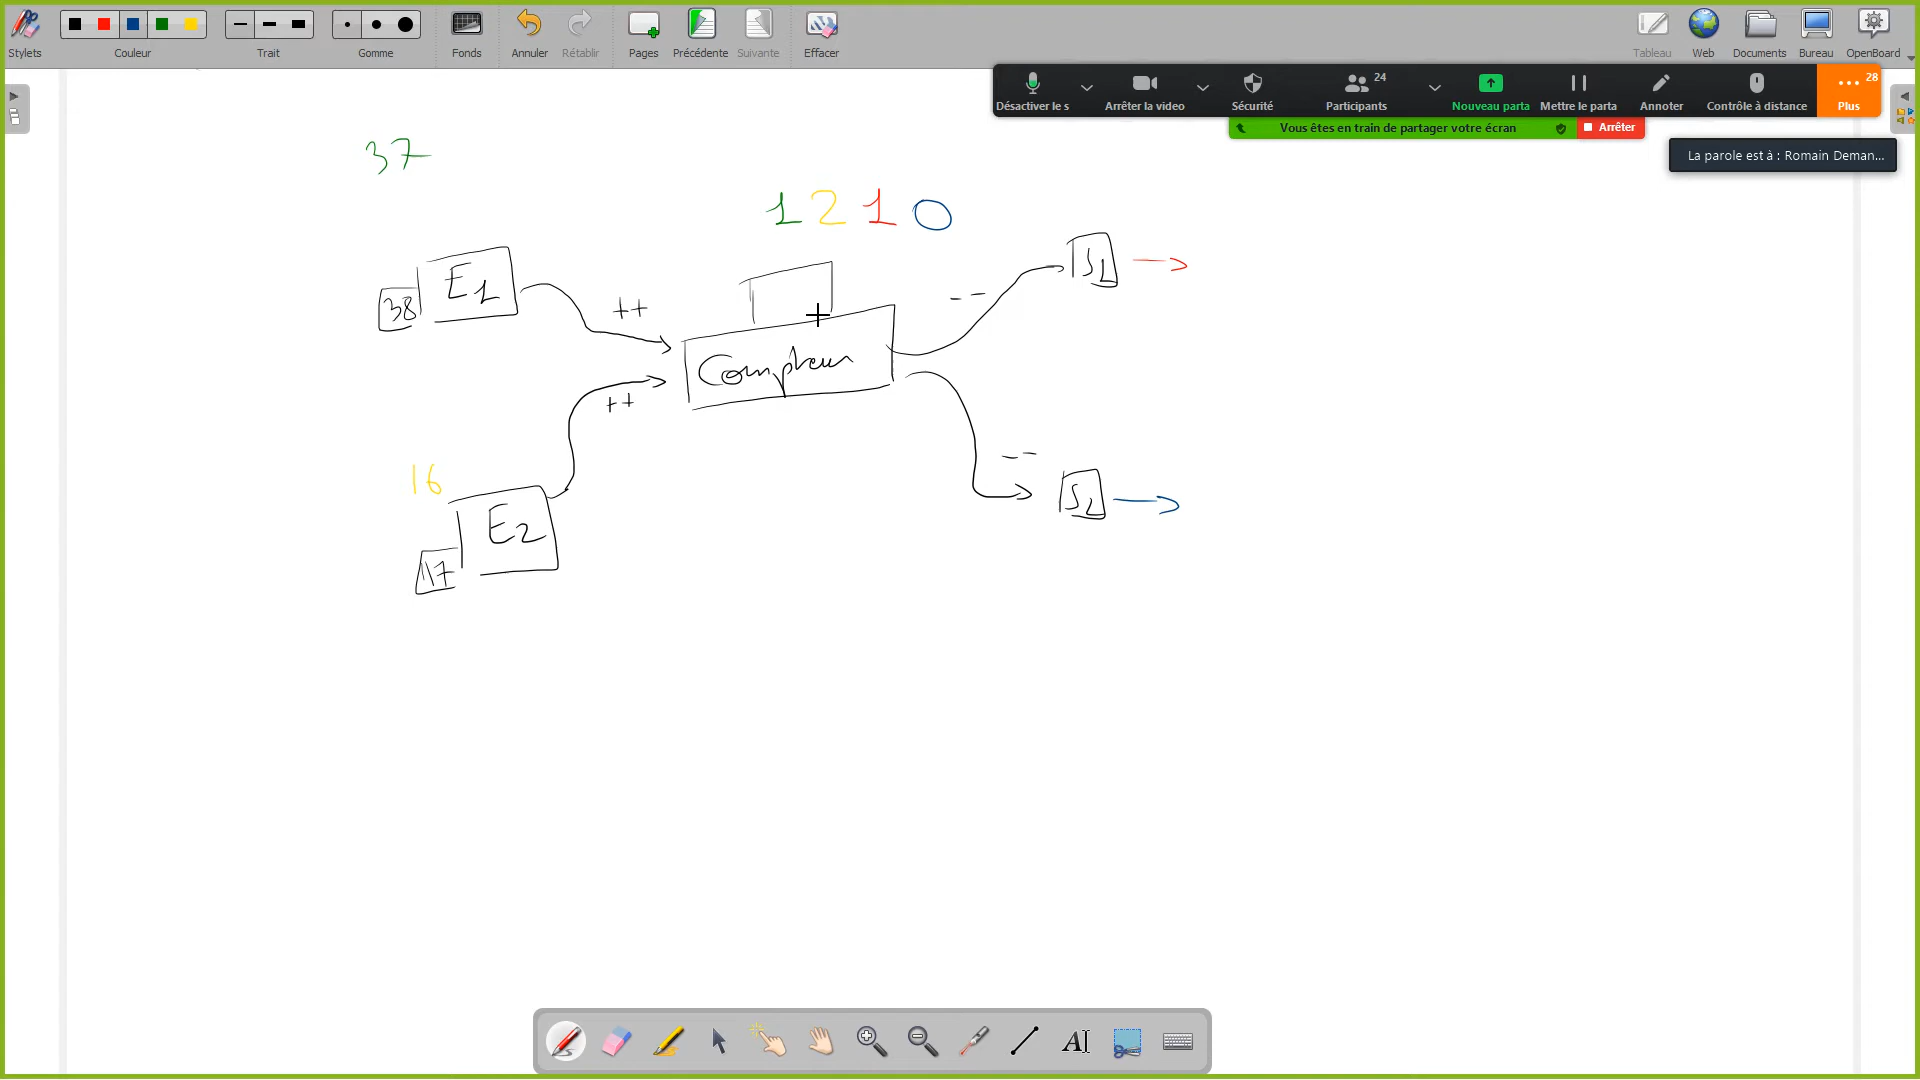 Stylets
Couleur
Trait
Gomme
Fonds
Annuler
Rétablir
Pages
Précédente
Suivante
Effacer
Tableau
Web
Documents
Bureau
OpenBoard
Désactiver le s
Arrêter la video
Sécurité
24
Participants
Nouveau parta
Mettre le parta
Annoter
Contrôle à distance
28
Plus
Vous êtes en train de partager votre écran
Arrêter
La parole est à : Romain Deman...
37
1 2 1 0
E1
38
++
--
S1
Compteur
++
16
E2
17
--
S2
AI